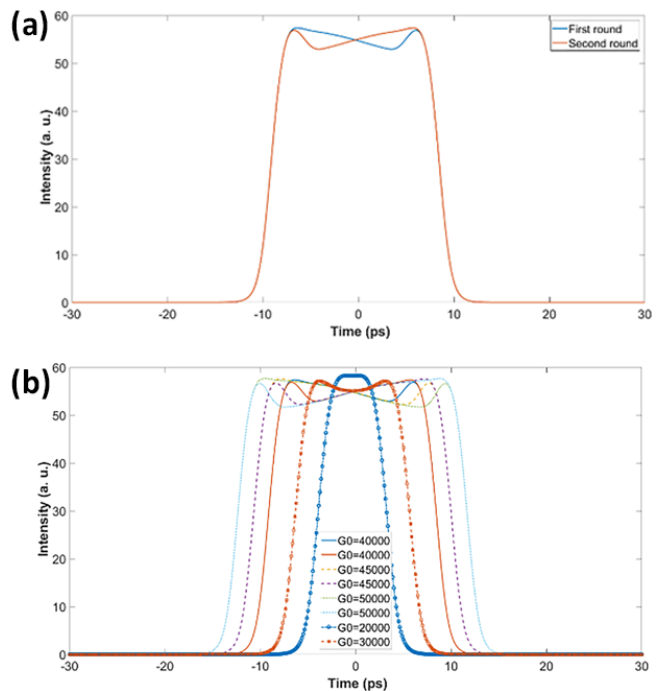 (a)
60
50
40
30
20
10
0
Intensity (a. u.)
First round
Second round
-30
-20
-10
0
10
20
30
Time (ps)
(b)
60
50
40
30
20
10
0
Intensity (a. u.)
G0=40000
G0=40000
G0=45000
G0=45000
G0=50000
G0=50000
G0=20000
G0=30000
-30
-20
-10
0
10
20
30
Time (ps)